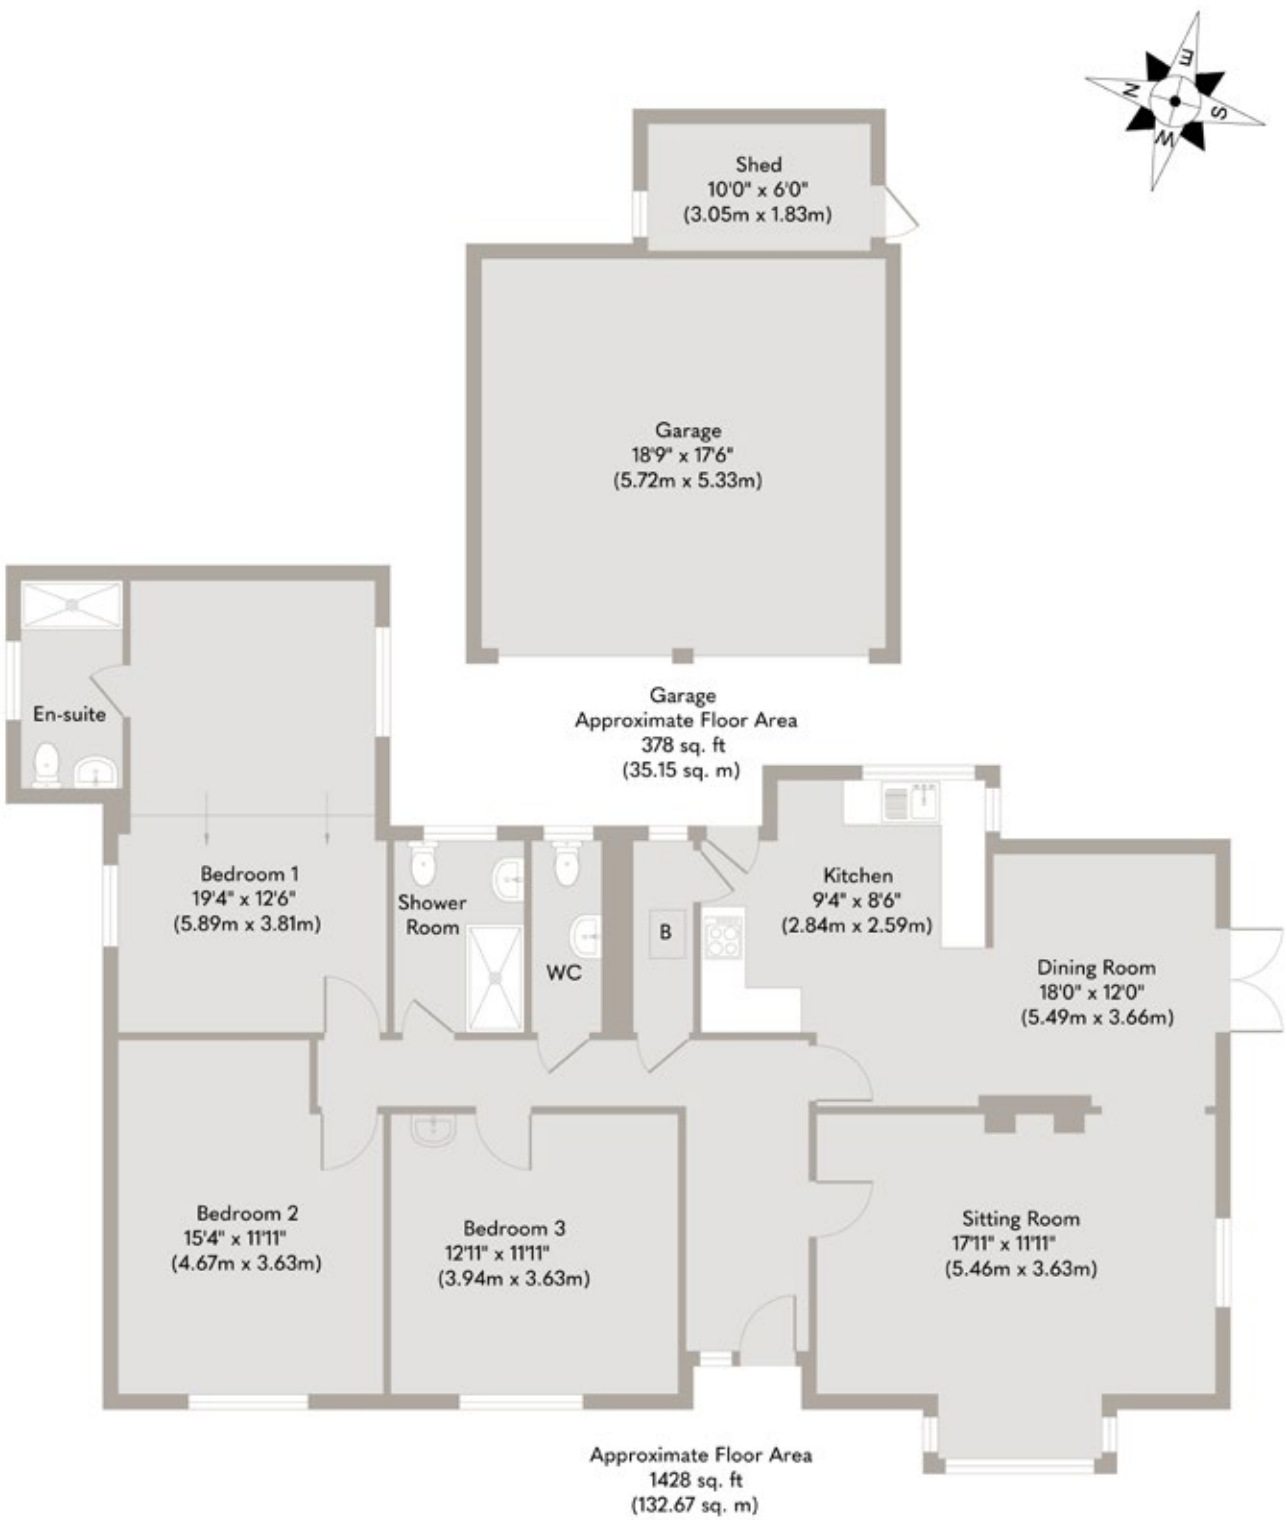 E
N
S
W
Shed
10'0" x 6'0"
(3.05m x 1.83m)
Garage
18'9" x 17'6"
(5.72m x 5.33m)
Garage
Approximate Floor Area
378 sq. ft
(35.15 sq. m)
En-suite
Bedroom 1
19'4" x 12'6"
(5.89m x 3.81m)
Shower
Room
WC
B
Kitchen
9'4" x 8'6"
(2.84m x 2.59m)
Dining Room
18'0" x 12'0"
(5.49m x 3.66m)
Bedroom 2
15'4" x 11'11"
(4.67m x 3.63m)
Bedroom 3
12'11" x 11'11"
(3.94m x 3.63m)
Sitting Room
17'11" x 11'11"
(5.46m x 3.63m)
Approximate Floor Area
1428 sq. ft
(132.67 sq. m)